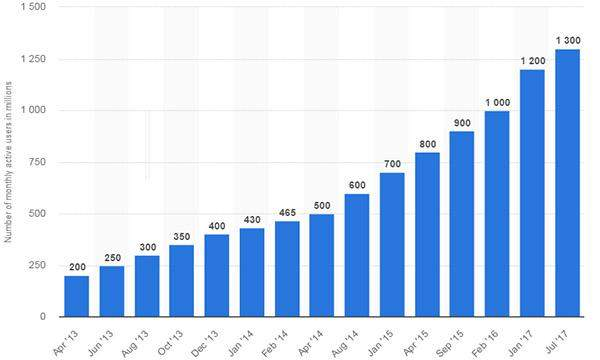 Number of monthly active users in millions
1 500
1 250
1 000
750
500
250
0
200
250
300
350
400
430
465
500
600
700
800
900
1 000
1 200
1 300
Apr '13
Jun '13
Aug '13
Oct '13
Dec '13
Jan '14
Feb '14
Apr '14
Aug '14
Jan '15
Apr '15
Sep '15
Feb '16
Jan '17
Jul '17